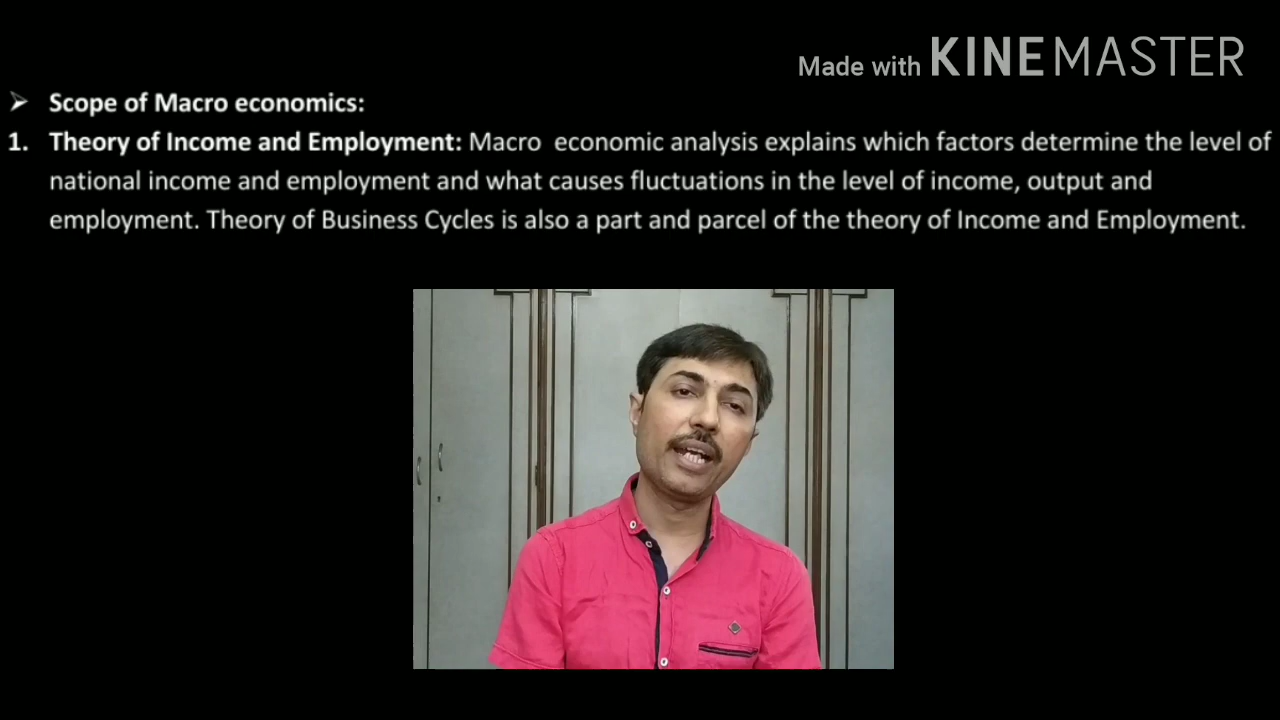 Made with KINEMASTER
➢ Scope of Macro economics:
1. Theory of Income and Employment: Macro economic analysis explains which factors determine the level of
national income and employment and what causes fluctuations in the level of income, output and
employment. Theory of Business Cycles is also a part and parcel of the theory of Income and Employment.